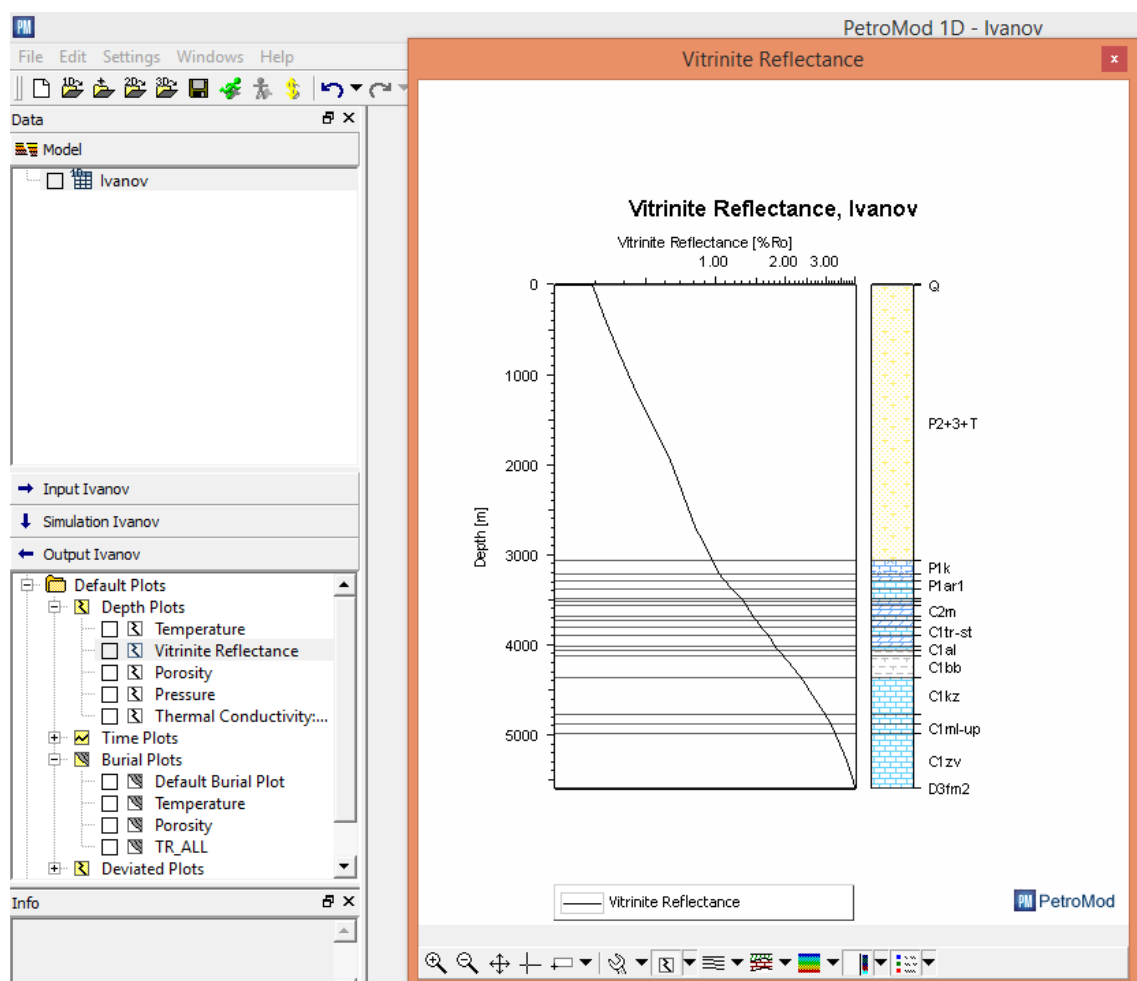 PM
PetroMod 1D - Ivanov
File Edit Settings Windows Help
Vitrinite Reflectance
x
1D 2D 3D
Data
Model
1D Ivanov
Input Ivanov
Simulation Ivanov
Output Ivanov
Default Plots
Depth Plots
Temperature
Vitrinite Reflectance
Porosity
Pressure
Thermal Conductivity:...
Time Plots
Burial Plots
Default Burial Plot
Temperature
Porosity
TR_ALL
Deviated Plots
Info
Vitrinite Reflectance, Ivanov
Vitrinite Reflectance [%Ro]
1.00 2.00 3.00
0
1000
2000
3000
4000
5000
Depth [m]
Q
P2+3+T
P1k
P1ar1
C2m
C1tr-st
C1al
C1bb
C1kz
C1ml-up
C1zv
D3fm2
Vitrinite Reflectance
PM PetroMod